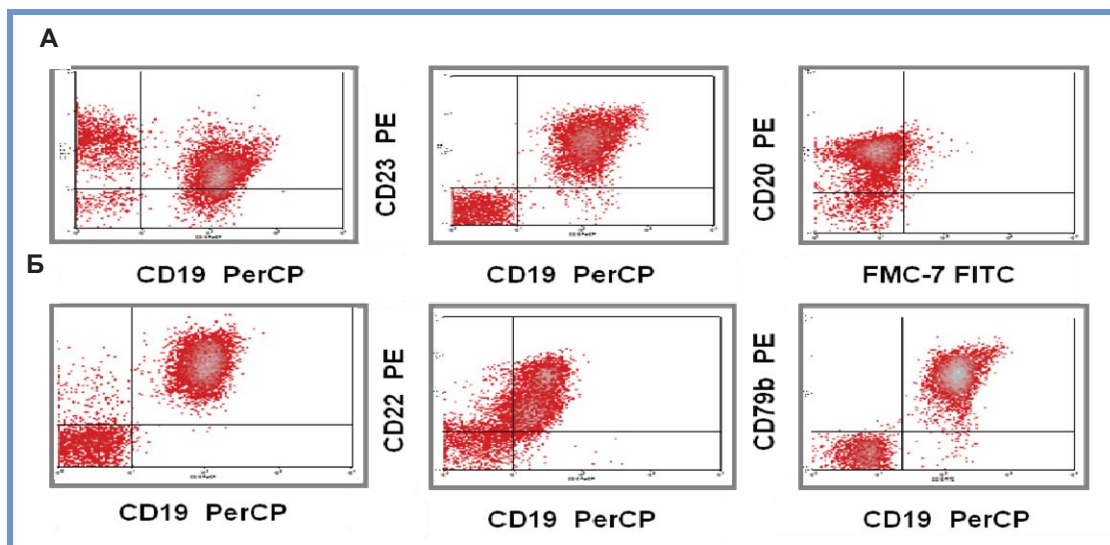 А
CD23 PE
CD20 PE
CD19 PerCP
CD19 PerCP
FMC-7 FITC
Б
CD22 PE
CD79b PE
CD19 PerCP
CD19 PerCP
CD19 PerCP